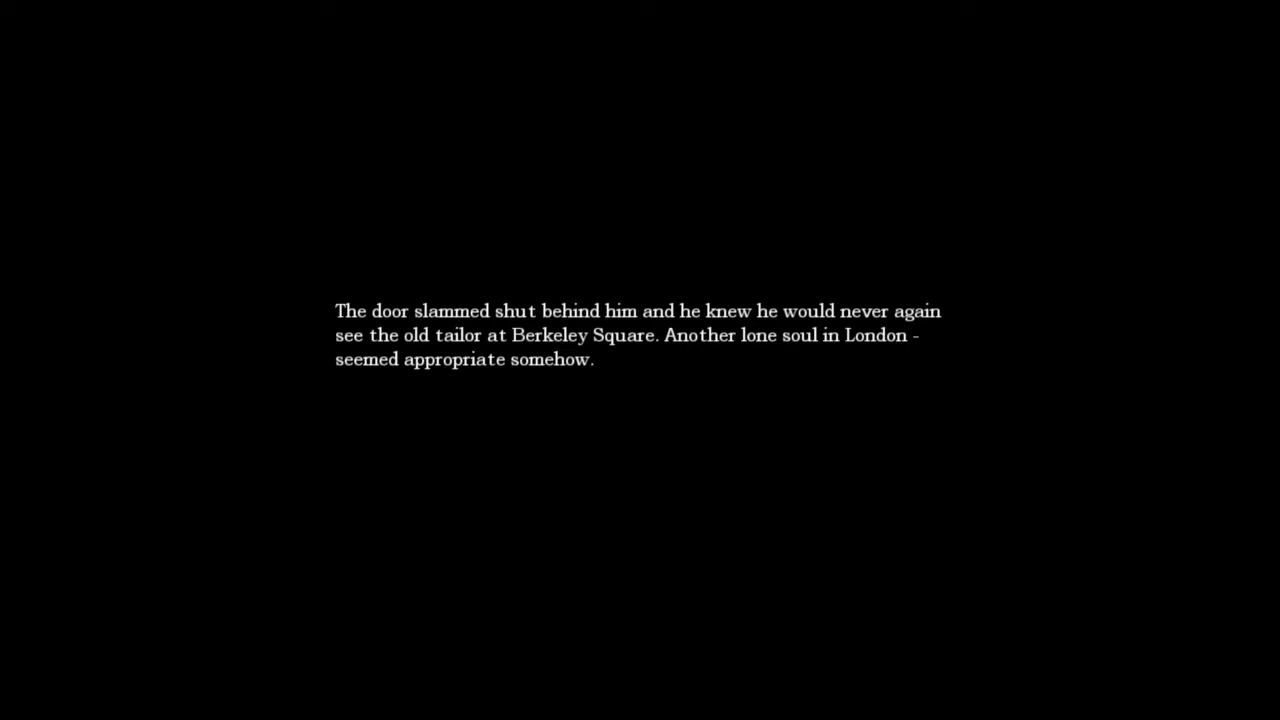 The door slammed shut behind him and he knew he would never again
see the old tailor at Berkeley Square. Another lone soul in London -
seemed appropriate somehow.